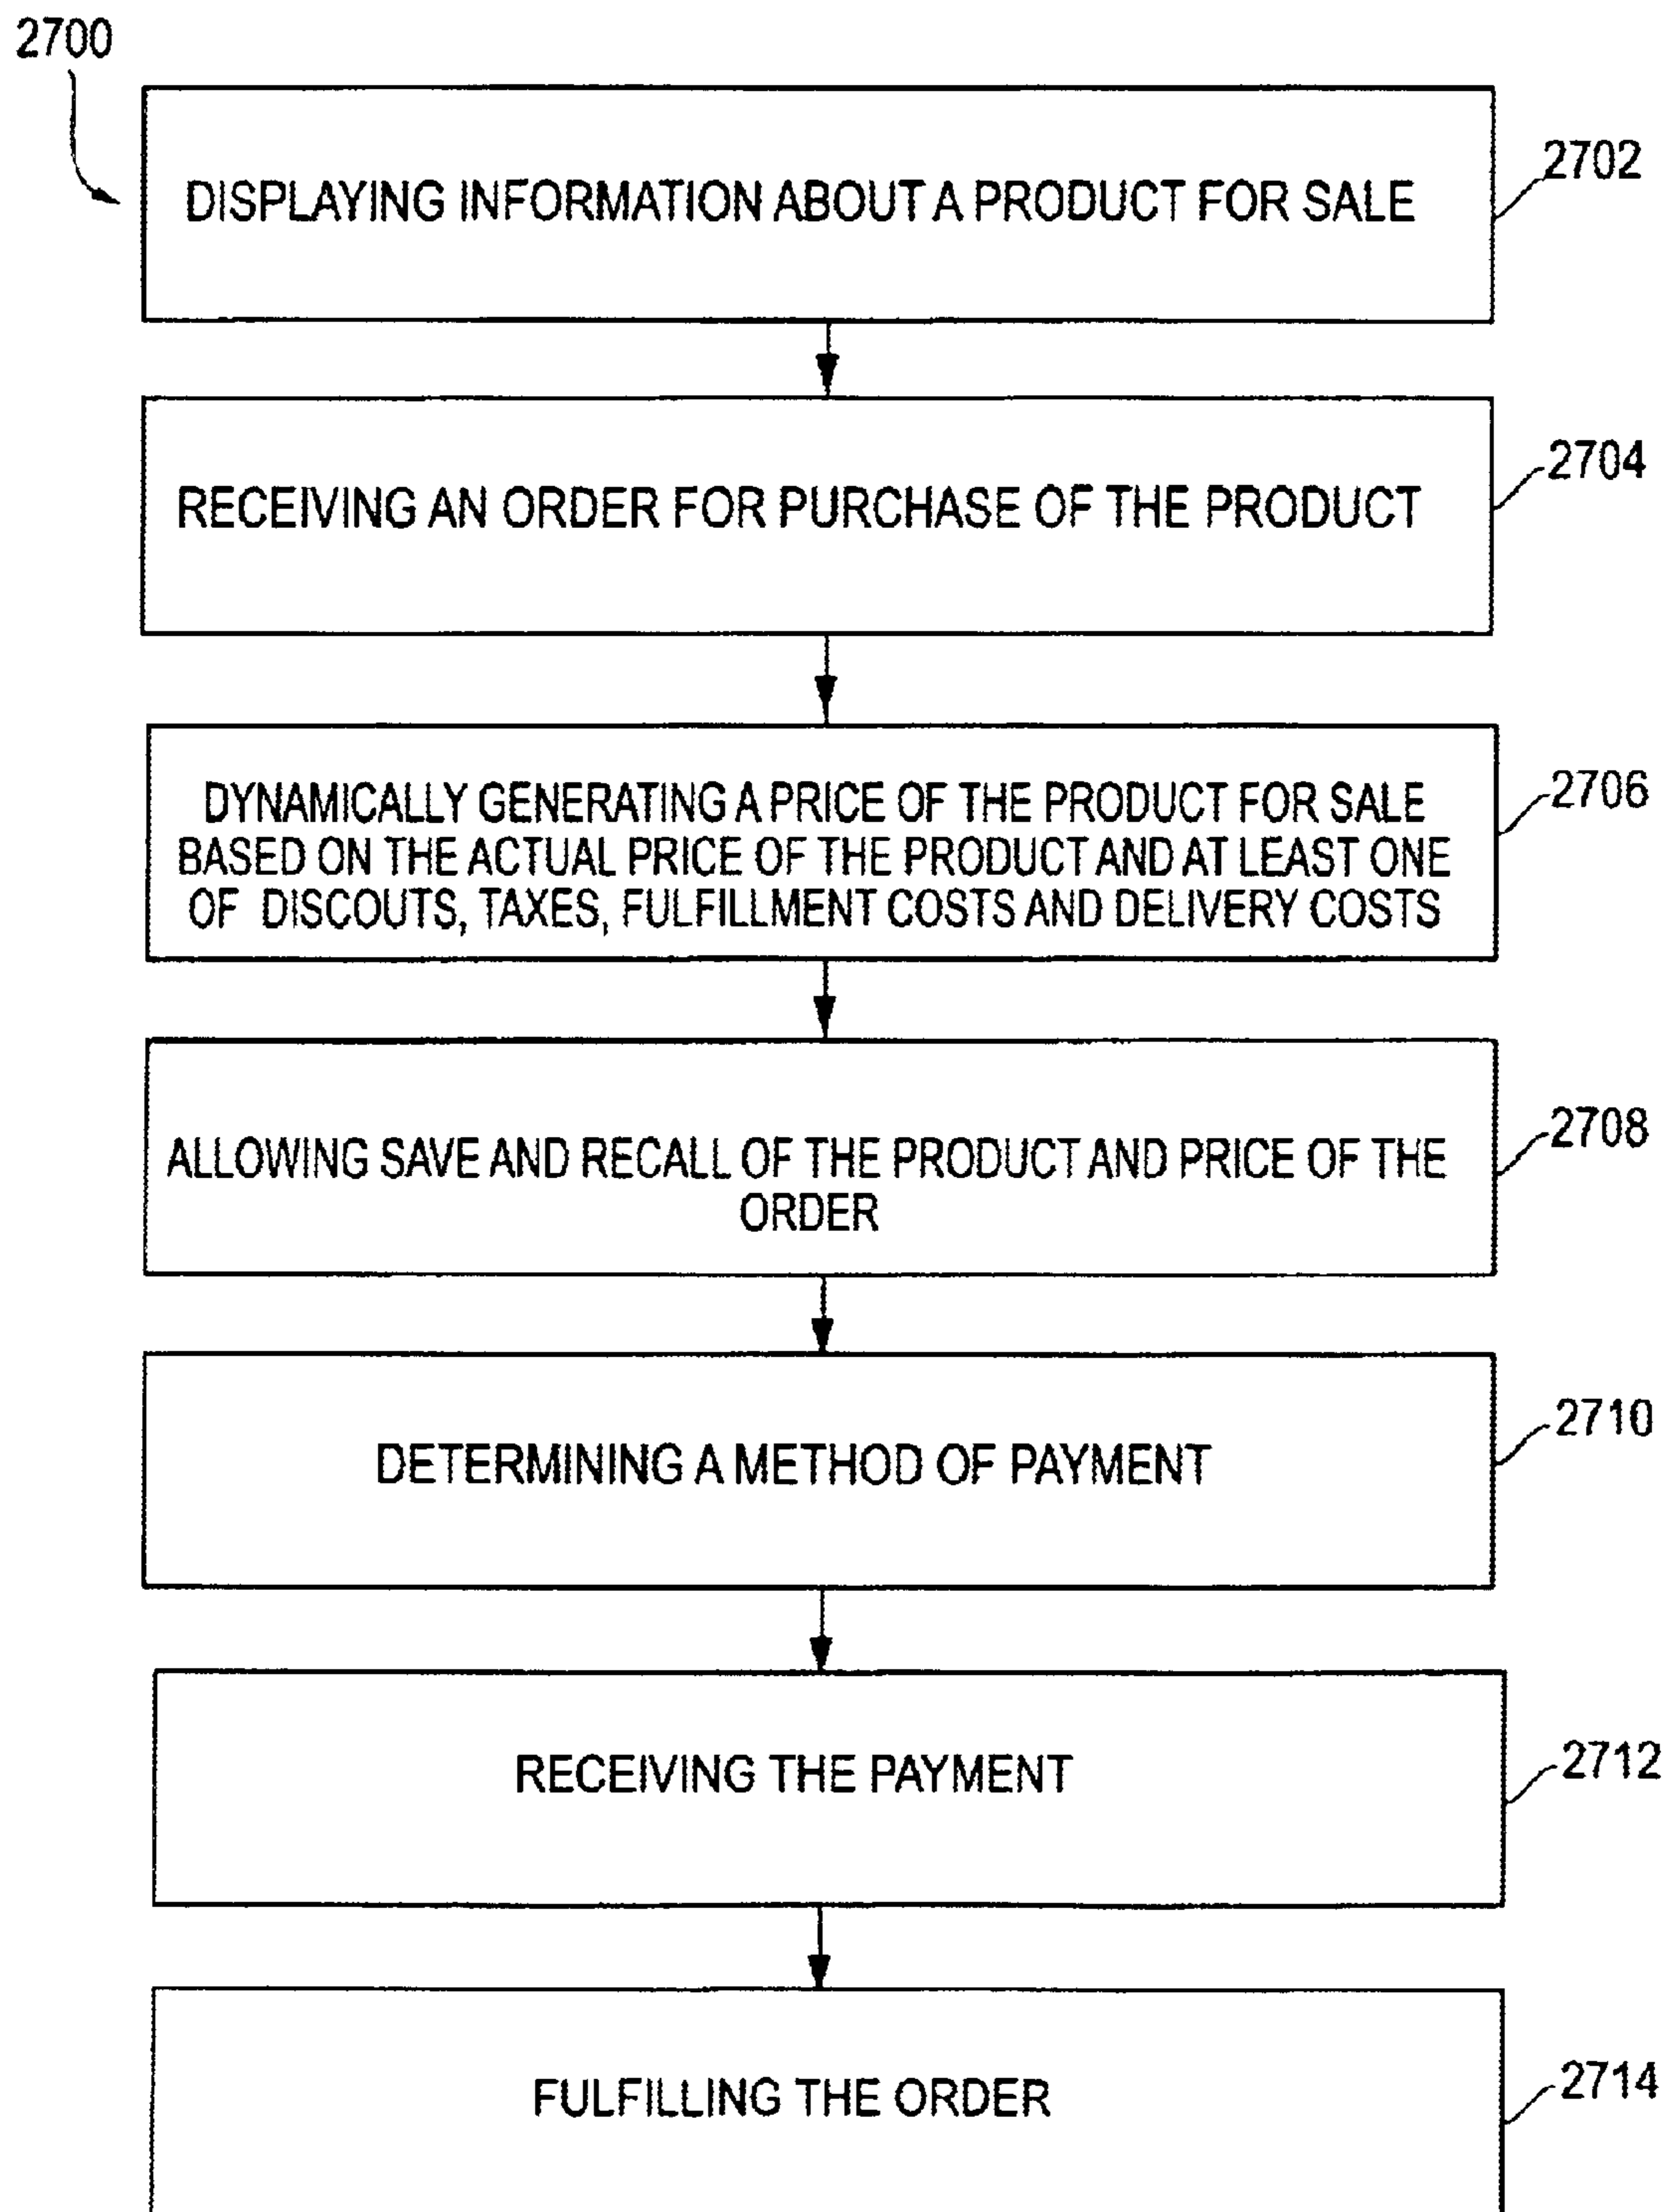 2700
DISPLAYING INFORMATION ABOUT A PRODUCT FOR SALE
2702
RECEIVING AN ORDER FOR PURCHASE OF THE PRODUCT
2704
DYNAMICALLY GENERATING A PRICE OF THE PRODUCT FOR SALE
BASED ON THE ACTUAL PRICE OF THE PRODUCT AND AT LEAST ONE
OF DISCOUTS, TAXES, FULFILLMENT COSTS AND DELIVERY COSTS
2706
ALLOWING SAVE AND RECALL OF THE PRODUCT AND PRICE OF THE
ORDER
2708
DETERMINING A METHOD OF PAYMENT
2710
RECEIVING THE PAYMENT
2712
FULFILLING THE ORDER
2714